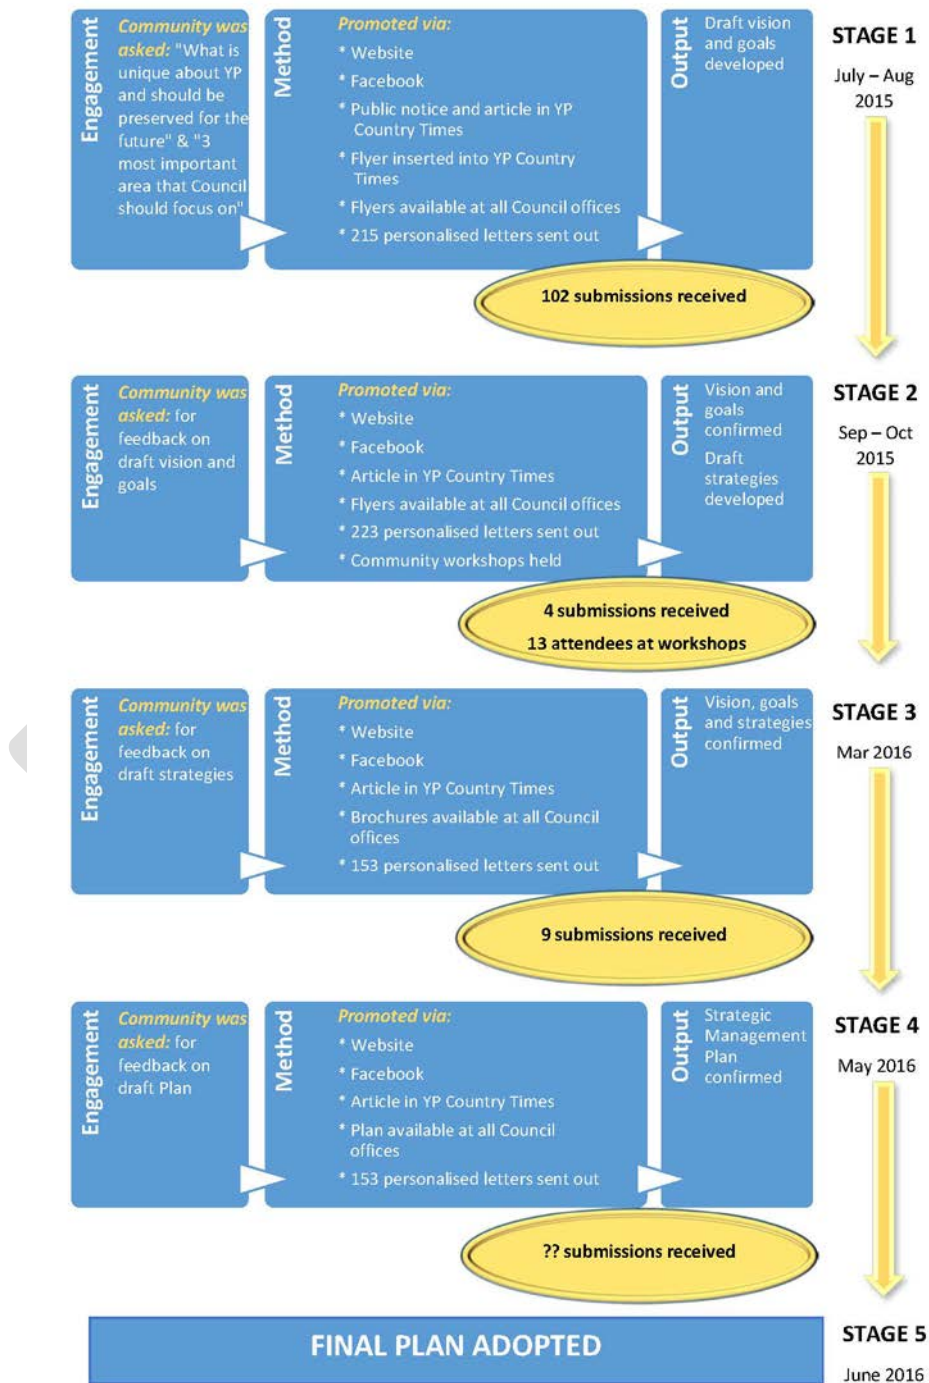 Engagement
Community was
asked: "What is
unique about YP
and should be
preserved for the
future" & "3
most important
area that Council
should focus on"
Method
Promoted via:
* Website
* Facebook
* Public notice and article in YP
Country Times
* Flyer inserted into YP Country
Times
* Flyers available at all Council offices
* 215 personalised letters sent out
Output
Draft vision
and goals
developed
STAGE 1
July – Aug
2015
102 submissions received
Engagement
Community was
asked: for
feedback on
draft vision and
goals
Method
Promoted via:
* Website
* Facebook
* Article in YP Country Times
* Flyers available at all Council offices
* 223 personalised letters sent out
* Community workshops held
Output
Vision and
goals
confirmed
Draft
strategies
developed
STAGE 2
Sep – Oct
2015
4 submissions received
13 attendees at workshops
Engagement
Community was
asked: for
feedback on
draft strategies
Method
Promoted via:
* Website
* Facebook
* Article in YP Country Times
* Brochures available at all Council
offices
* 153 personalised letters sent out
Output
Vision, goals
and strategies
confirmed
STAGE 3
Mar 2016
9 submissions received
Engagement
Community was
asked: for
feedback on
draft Plan
Method
Promoted via:
* Website
* Facebook
* Article in YP Country Times
* Plan available at all Council
offices
* 153 personalised letters sent out
Output
Strategic
Management
Plan
confirmed
STAGE 4
May 2016
?? submissions received
FINAL PLAN ADOPTED
STAGE 5
June 2016